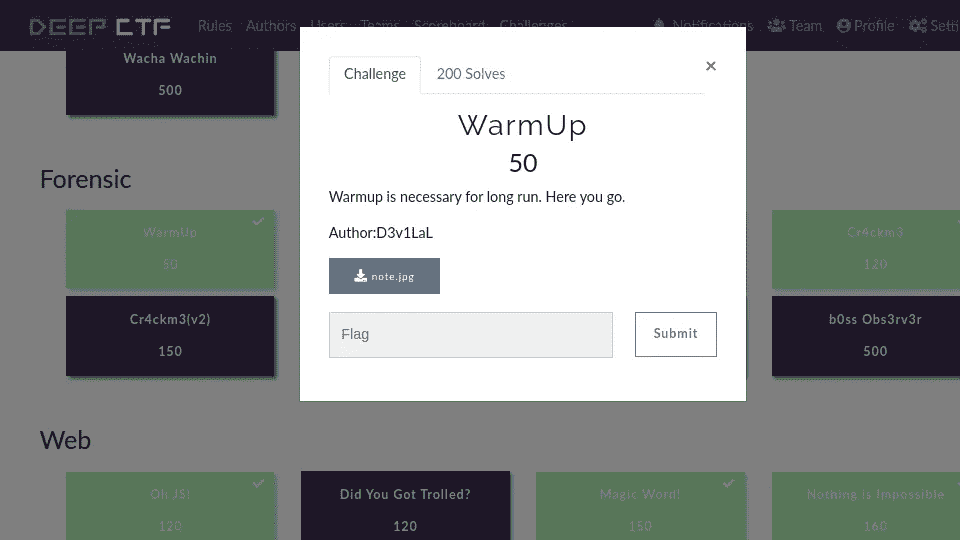 DEEP CTF
Rules Authors Users Teams Scoreboard Challenges Notifications Team Profile
Wacha Wachin
500
Challenge
200 Solves
×
WarmUp
50
Warmup is necessary for long run. Here you go.
Author:D3v1LaL
note.jpg
Flag
Submit
Forensic
WarmUp
50
Cr4ckm3
120
Cr4ckm3(v2)
150
b0ss Obs3rv3r
500
Web
Oh JS!
120
Did You Got Trolled?
120
Magic Word!
150
Nothing is Impossible
160